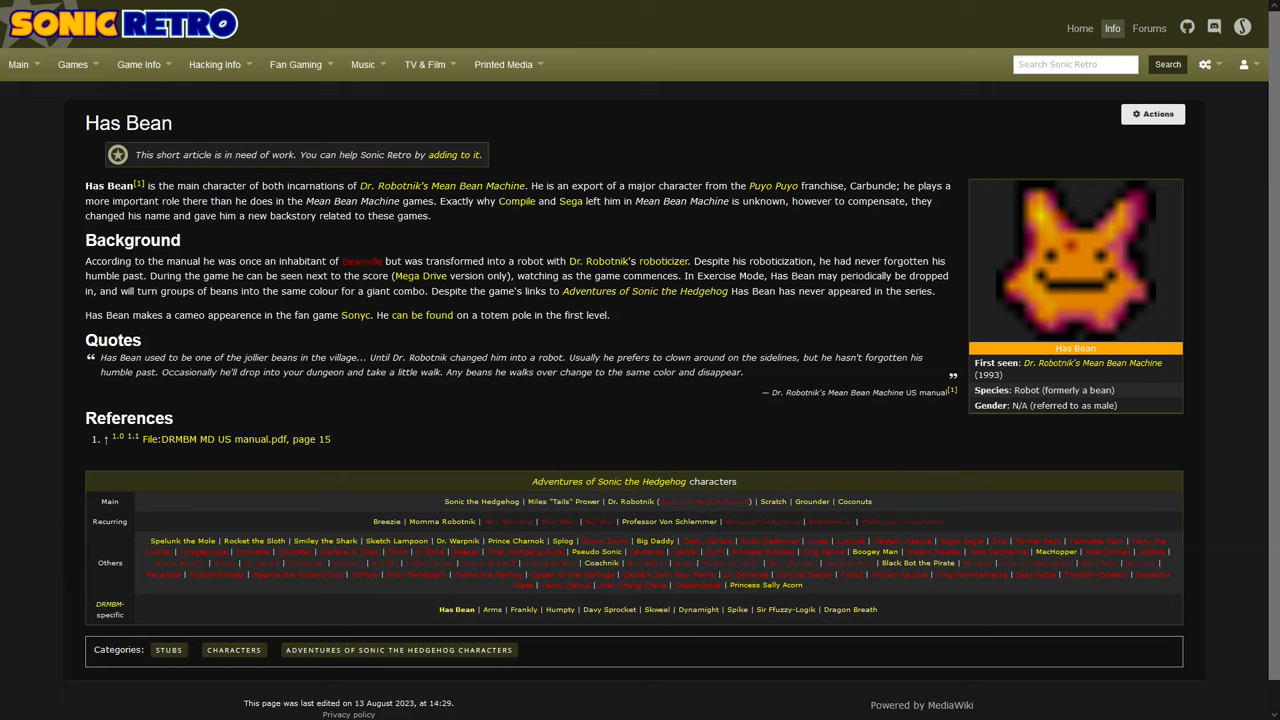 SONIC RETRO
Home Info Forums
Main Games Game Info Hacking Info Fan Gaming Music TV & Film Printed Media
Search Sonic Retro Search
Has Bean
Actions
This short article is in need of work. You can help Sonic Retro by adding to it.
Has Bean[1] is the main character of both incarnations of Dr. Robotnik's Mean Bean Machine. He is an export of a major character from the Puyo Puyo franchise, Carbuncle; he plays a
more important role there than he does in the Mean Bean Machine games. Exactly why Compile and Sega left him in Mean Bean Machine is unknown, however to compensate, they
changed his name and gave him a new backstory related to these games.
Background
According to the manual he was once an inhabitant of Beanville but was transformed into a robot with Dr. Robotnik's roboticizer. Despite his roboticization, he had never forgotten his
humble past. During the game he can be seen next to the score (Mega Drive version only), watching as the game commences. In Exercise Mode, Has Bean may periodically be dropped
in, and will turn groups of beans into the same colour for a giant combo. Despite the game's links to Adventures of Sonic the Hedgehog Has Bean has never appeared in the series.
Has Bean makes a cameo appearence in the fan game Sonyc. He can be found on a totem pole in the first level.
Quotes
❝ Has Bean used to be one of the jollier beans in the village... Until Dr. Robotnik changed him into a robot. Usually he prefers to clown around on the sidelines, but he hasn't forgotten his
humble past. Occasionally he'll drop into your dungeon and take a little walk. Any beans he walks over change to the same color and disappear. ❞
— Dr. Robotnik's Mean Bean Machine US manual[1]
Has Bean
First seen: Dr. Robotnik's Mean Bean Machine
(1993)
Species: Robot (formerly a bean)
Gender: N/A (referred to as male)
References
1. ↑ 1.0 1.1 File:DRMBM MD US manual.pdf, page 15
Adventures of Sonic the Hedgehog characters
Main Sonic the Hedgehog | Miles "Tails" Prower | Dr. Robotnik ( ) | Scratch | Grounder | Coconuts
Recurring Breezie | Momma Robotnik | Professor Von Schlemmer |
Others Spelunk the Mole | Rocket the Sloth | Smiley the Shark | Sketch Lampoon | Dr. Warpnik | Prince Charnok | Splog | Big Daddy |
Pseudo Sonic | Boogey Man | MacHopper |
Coachnik | Black Bot the Pirate |
Princess Sally Acorn
DRMBM-specific Has Bean | Arms | Frankly | Humpty | Davy Sprocket | Skweel | Dynamight | Spike | Sir Ffuzzy-Logik | Dragon Breath
Categories: STUBS CHARACTERS ADVENTURES OF SONIC THE HEDGEHOG CHARACTERS
This page was last edited on 13 August 2023, at 14:29.
Privacy policy
Powered by MediaWiki